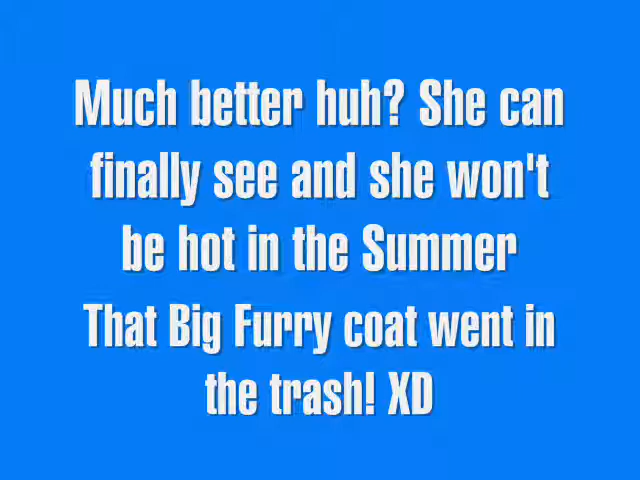 Much better huh? She can
finally see and she won't
be hot in the Summer
That Big Furry coat went in
the trash! XD